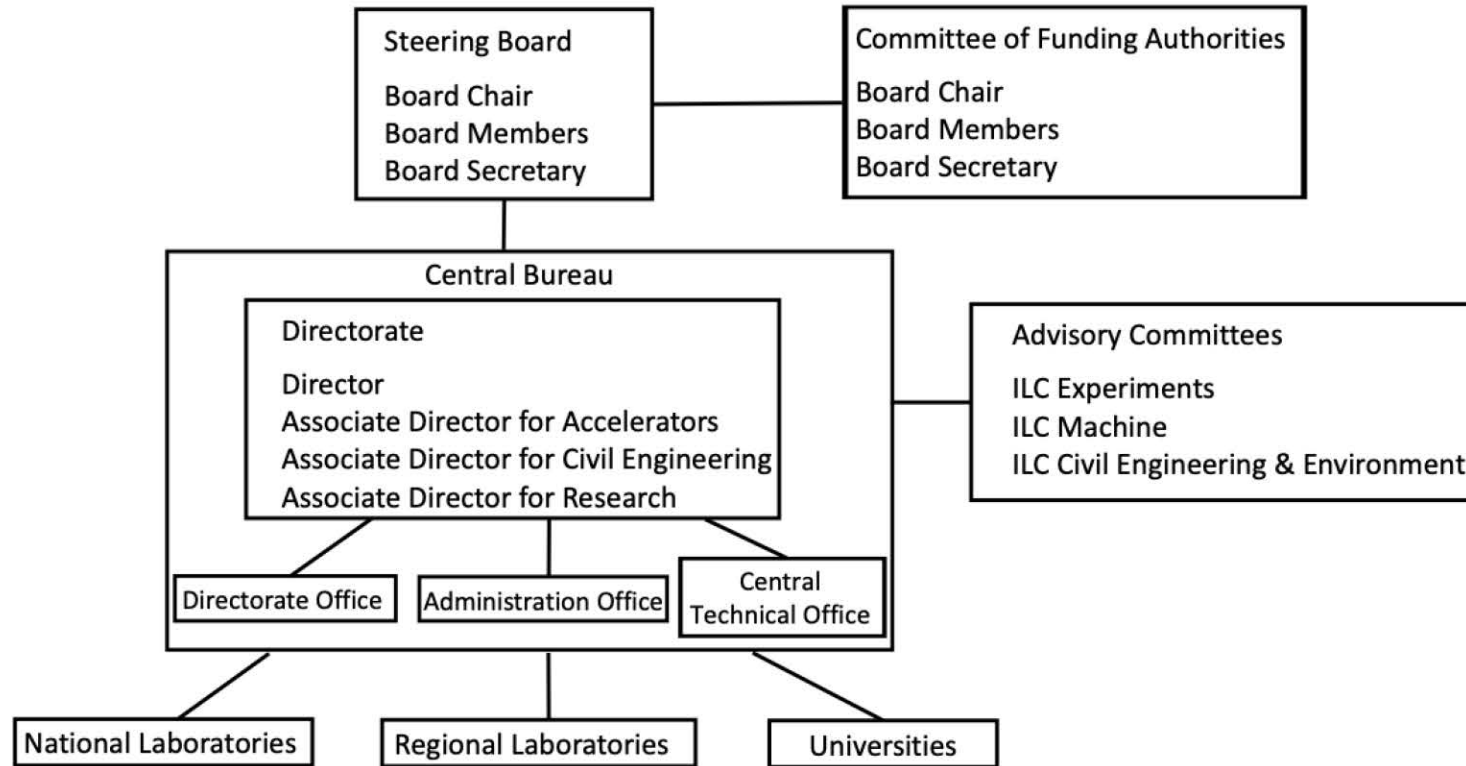 Steering Board
Board Chair
Board Members
Board Secretary
Committee of Funding Authorities
Board Chair
Board Members
Board Secretary
Central Bureau
Directorate
Director
Associate Director for Accelerators
Associate Director for Civil Engineering
Associate Director for Research
Advisory Committees
ILC Experiments
ILC Machine
ILC Civil Engineering & Environment
Directorate Office
Administration Office
Central
Technical Office
National Laboratories
Regional Laboratories
Universities